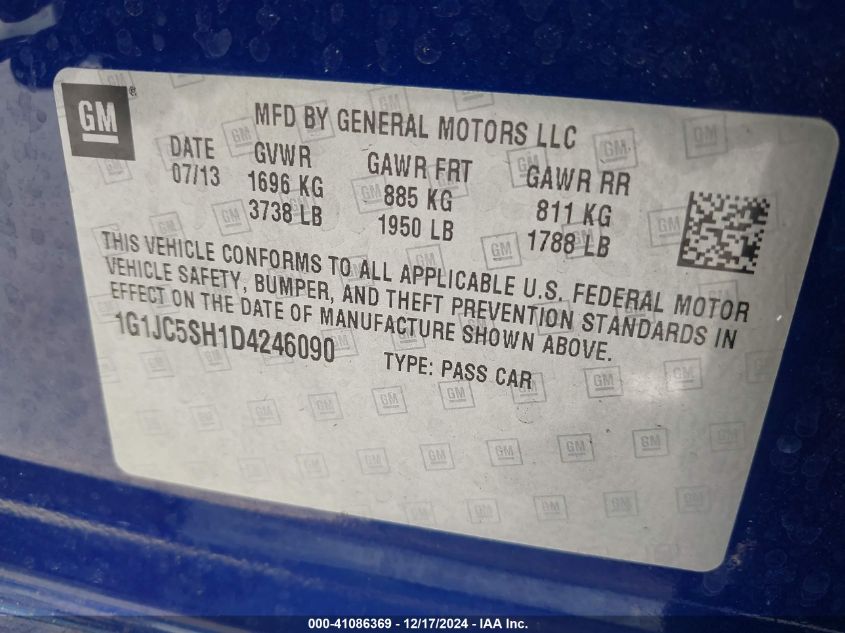 GM®
MFD BY GENERAL MOTORS LLC
DATE GVWR GAWR FRT GAWR RR
07/13 1696 KG 885 KG 811 KG
3738 LB 1950 LB 1788 LB
THIS VEHICLE CONFORMS TO ALL APPLICABLE U.S. FEDERAL MOTOR
VEHICLE SAFETY, BUMPER, AND THEFT PREVENTION STANDARDS IN
EFFECT ON THE DATE OF MANUFACTURE SHOWN ABOVE.
1G1JC5SH1D4246090 TYPE: PASS CAR
000-41086369 - 12/17/2024 - IAA Inc.